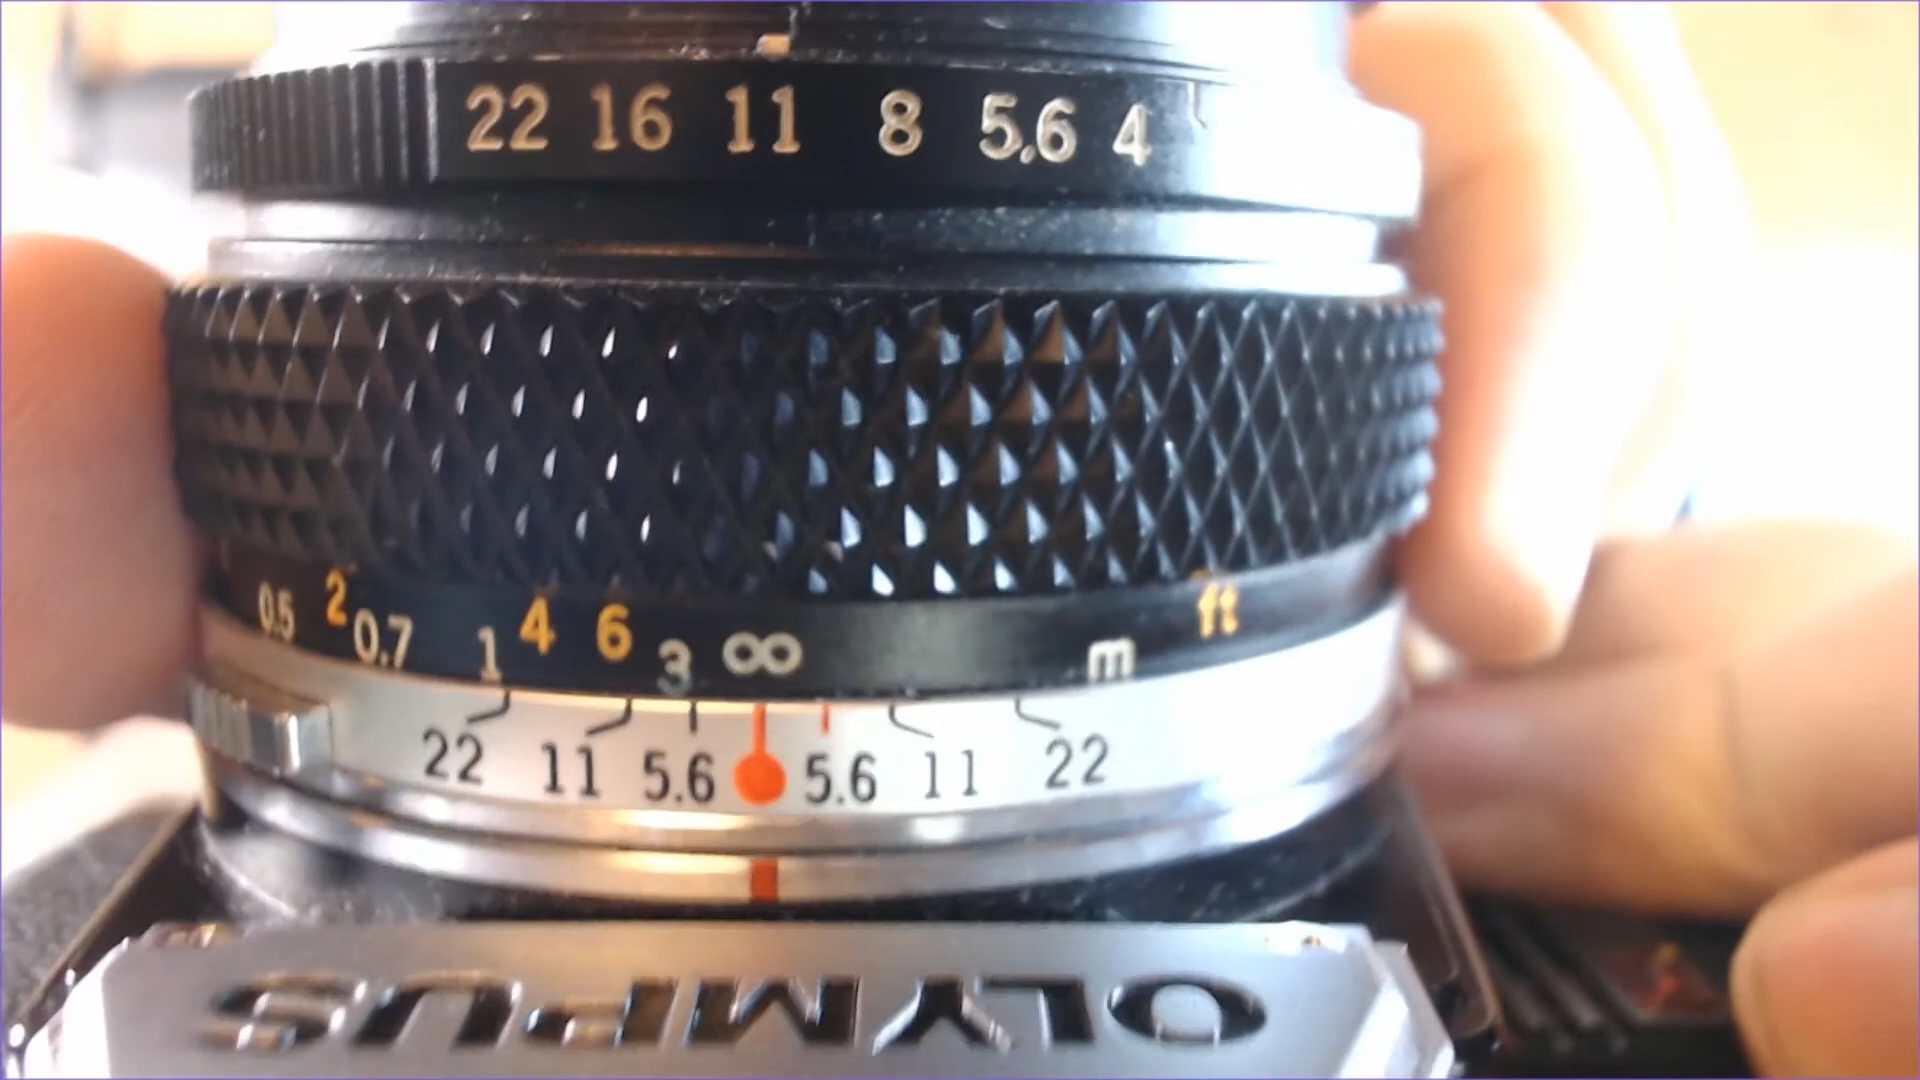 22 16 11 8 5.6 4
2 4 6 ft
0.5 0.7 1 3 ∞ m
22 11 5.6 5.6 11 22
OLYMPUS